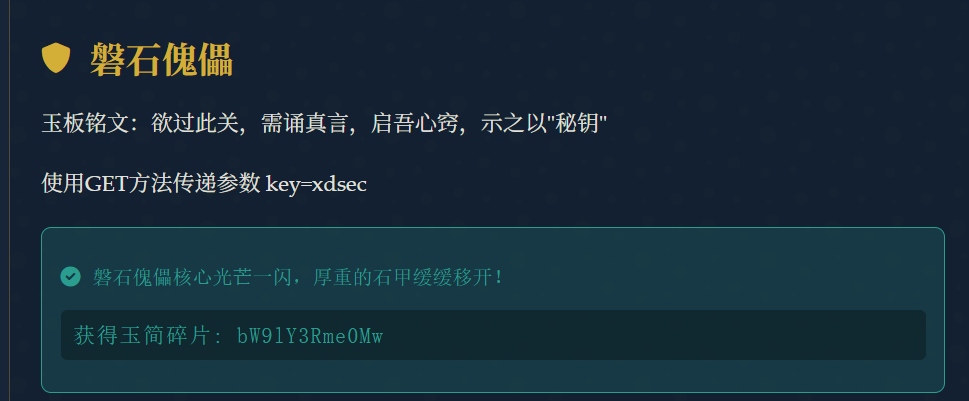 磐石傀儡
玉板铭文：欲过此关，需诵真言，启吾心窍，示之以"秘钥"
使用GET方法传递参数 key=xdsec
磐石傀儡核心光芒一闪，厚重的石甲缓缓移开！
获得玉简碎片: bW9lY3Rme0Mw